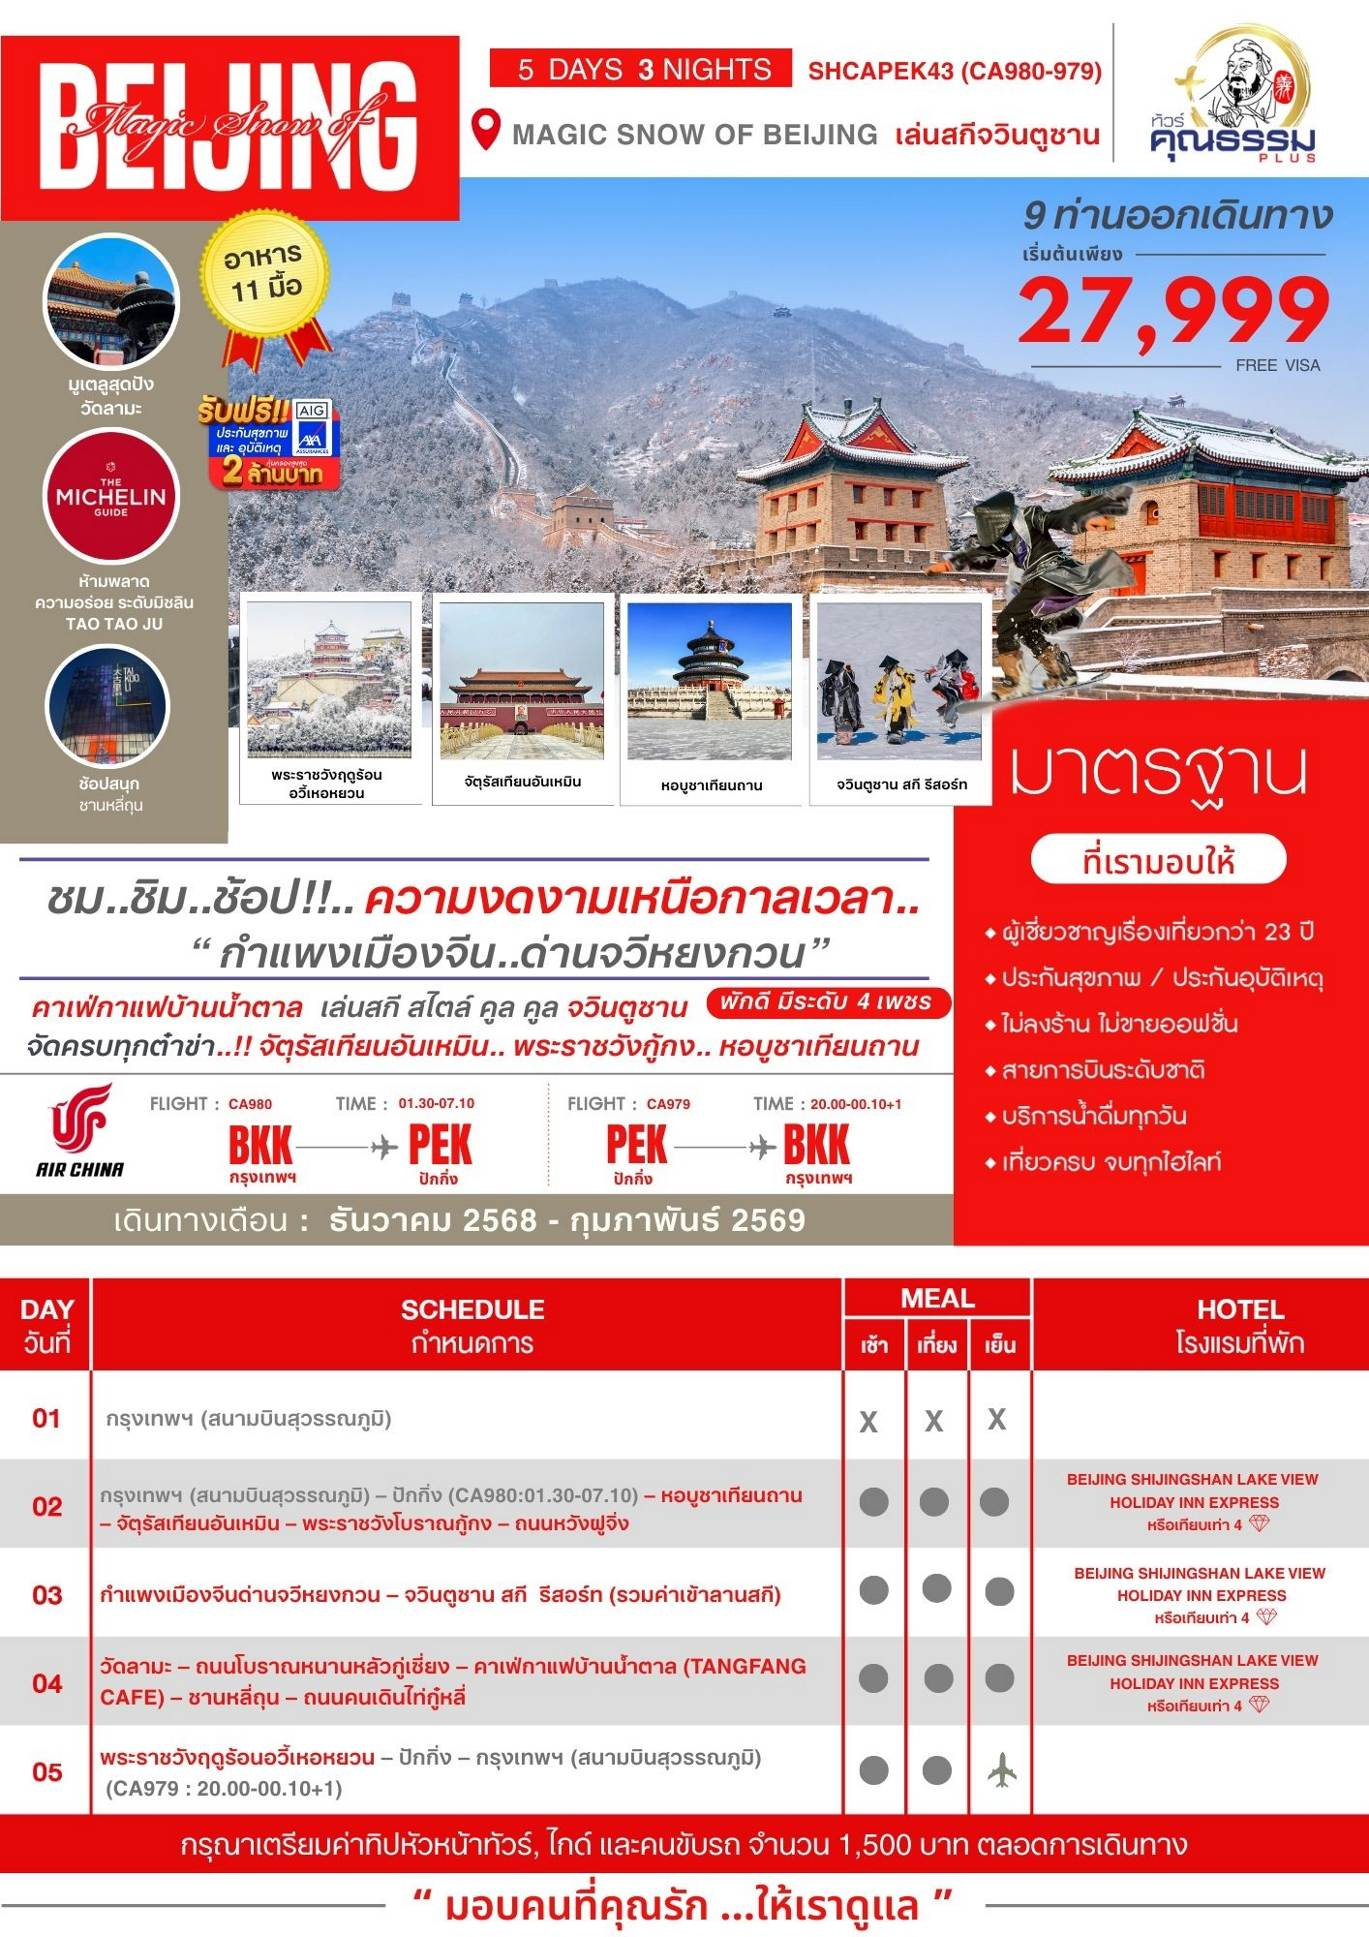 BEIJING
Magic Snow of
5 DAYS 3 NIGHTS
SHCAPEK43 (CA980-979)
MAGIC SNOW OF BEIJING เล่นสกีจวินตูซาน
ทัวร์
คุณธรรม
PLUS
อาหาร
11 มื้อ
9 ท่านออกเดินทาง
เริ่มต้นเพียง
27,999
FREE VISA
มูเตลูสุดปัง
วัดลามะ
รับฟรี!!
AIG
ประกันสุขภาพ
และ อุบัติเหตุ
AXA
ASSURANCES
คุ้มครองสูงสุด
2 ล้านบาท
THE
MICHELIN
GUIDE
ห้ามพลาด
ความอร่อย ระดับมิชลิน
TAO TAO JU
TAI
KOO
LI
ช้อปสนุก
ซานหลี่ถุน
พระราชวังฤดูร้อน
อวี้เหอหยวน
จัตุรัสเทียนอันเหมิน
หอบูชาเทียนถาน
จวินตูซาน สกี รีสอร์ท
มาตรฐาน
ที่เรามอบให้
◆ ผู้เชี่ยวชาญเรื่องเที่ยวกว่า 23 ปี
◆ ประกันสุขภาพ / ประกันอุบัติเหตุ
◆ ไม่ลงร้าน ไม่ขายออฟชั่น
◆ สายการบินระดับชาติ
◆ บริการน้ำดื่มทุกวัน
◆ เที่ยวครบ จบทุกไฮไลท์
ชม..ชิม..ช้อป!!.. ความงดงามเหนือกาลเวลา..
“ กำแพงเมืองจีน..ด่านจวีหยงกวน”
คาเฟ่กาแฟบ้านน้ำตาล เล่นสกี สไตล์ คูล คูล จวินตูซาน พักดี มีระดับ 4 เพชร
จัดครบทุกตำข่า..!! จัตุรัสเทียนอันเหมิน.. พระราชวังกู้กง.. หอบูชาเทียนถาน
AIR CHINA
FLIGHT : CA980 TIME : 01.30-07.10
BKK PEK
กรุงเทพฯ ปักกิ่ง
FLIGHT : CA979 TIME : 20.00-00.10+1
PEK BKK
ปักกิ่ง กรุงเทพฯ
เดินทางเดือน : ธันวาคม 2568 - กุมภาพันธ์ 2569
DAY SCHEDULE MEAL HOTEL
วันที่ กำหนดการ เช้า เที่ยง เย็น โรงแรมที่พัก
01 กรุงเทพฯ (สนามบินสุวรรณภูมิ) X X X
02 กรุงเทพฯ (สนามบินสุวรรณภูมิ) – ปักกิ่ง (CA980:01.30-07.10) – หอบูชาเทียนถาน
– จัตุรัสเทียนอันเหมิน – พระราชวังโบราณกู้กง – ถนนหวังฝูจิ่ง
BEIJING SHIJINGSHAN LAKE VIEW
HOLIDAY INN EXPRESS
หรือเทียบเท่า 4
03 กำแพงเมืองจีนด่านจวีหยงกวน – จวินตูซาน สกี รีสอร์ท (รวมค่าเข้าลานสกี)
BEIJING SHIJINGSHAN LAKE VIEW
HOLIDAY INN EXPRESS
หรือเทียบเท่า 4
04 วัดลามะ – ถนนโบราณหนานหลัวกู่เซี่ยง – คาเฟ่กาแฟบ้านน้ำตาล (TANGFANG
CAFE) – ซานหลี่ถุน – ถนนคนเดินไท่กู๋หลี่
BEIJING SHIJINGSHAN LAKE VIEW
HOLIDAY INN EXPRESS
หรือเทียบเท่า 4
05 พระราชวังฤดูร้อนอวี้เหอหยวน – ปักกิ่ง – กรุงเทพฯ (สนามบินสุวรรณภูมิ)
(CA979 : 20.00-00.10+1)
กรุณาเตรียมค่าทิปหัวหน้าทัวร์, ไกด์ และคนขับรถ จำนวน 1,500 บาท ตลอดการเดินทาง
“ มอบคนที่คุณรัก ...ให้เราดูแล ”